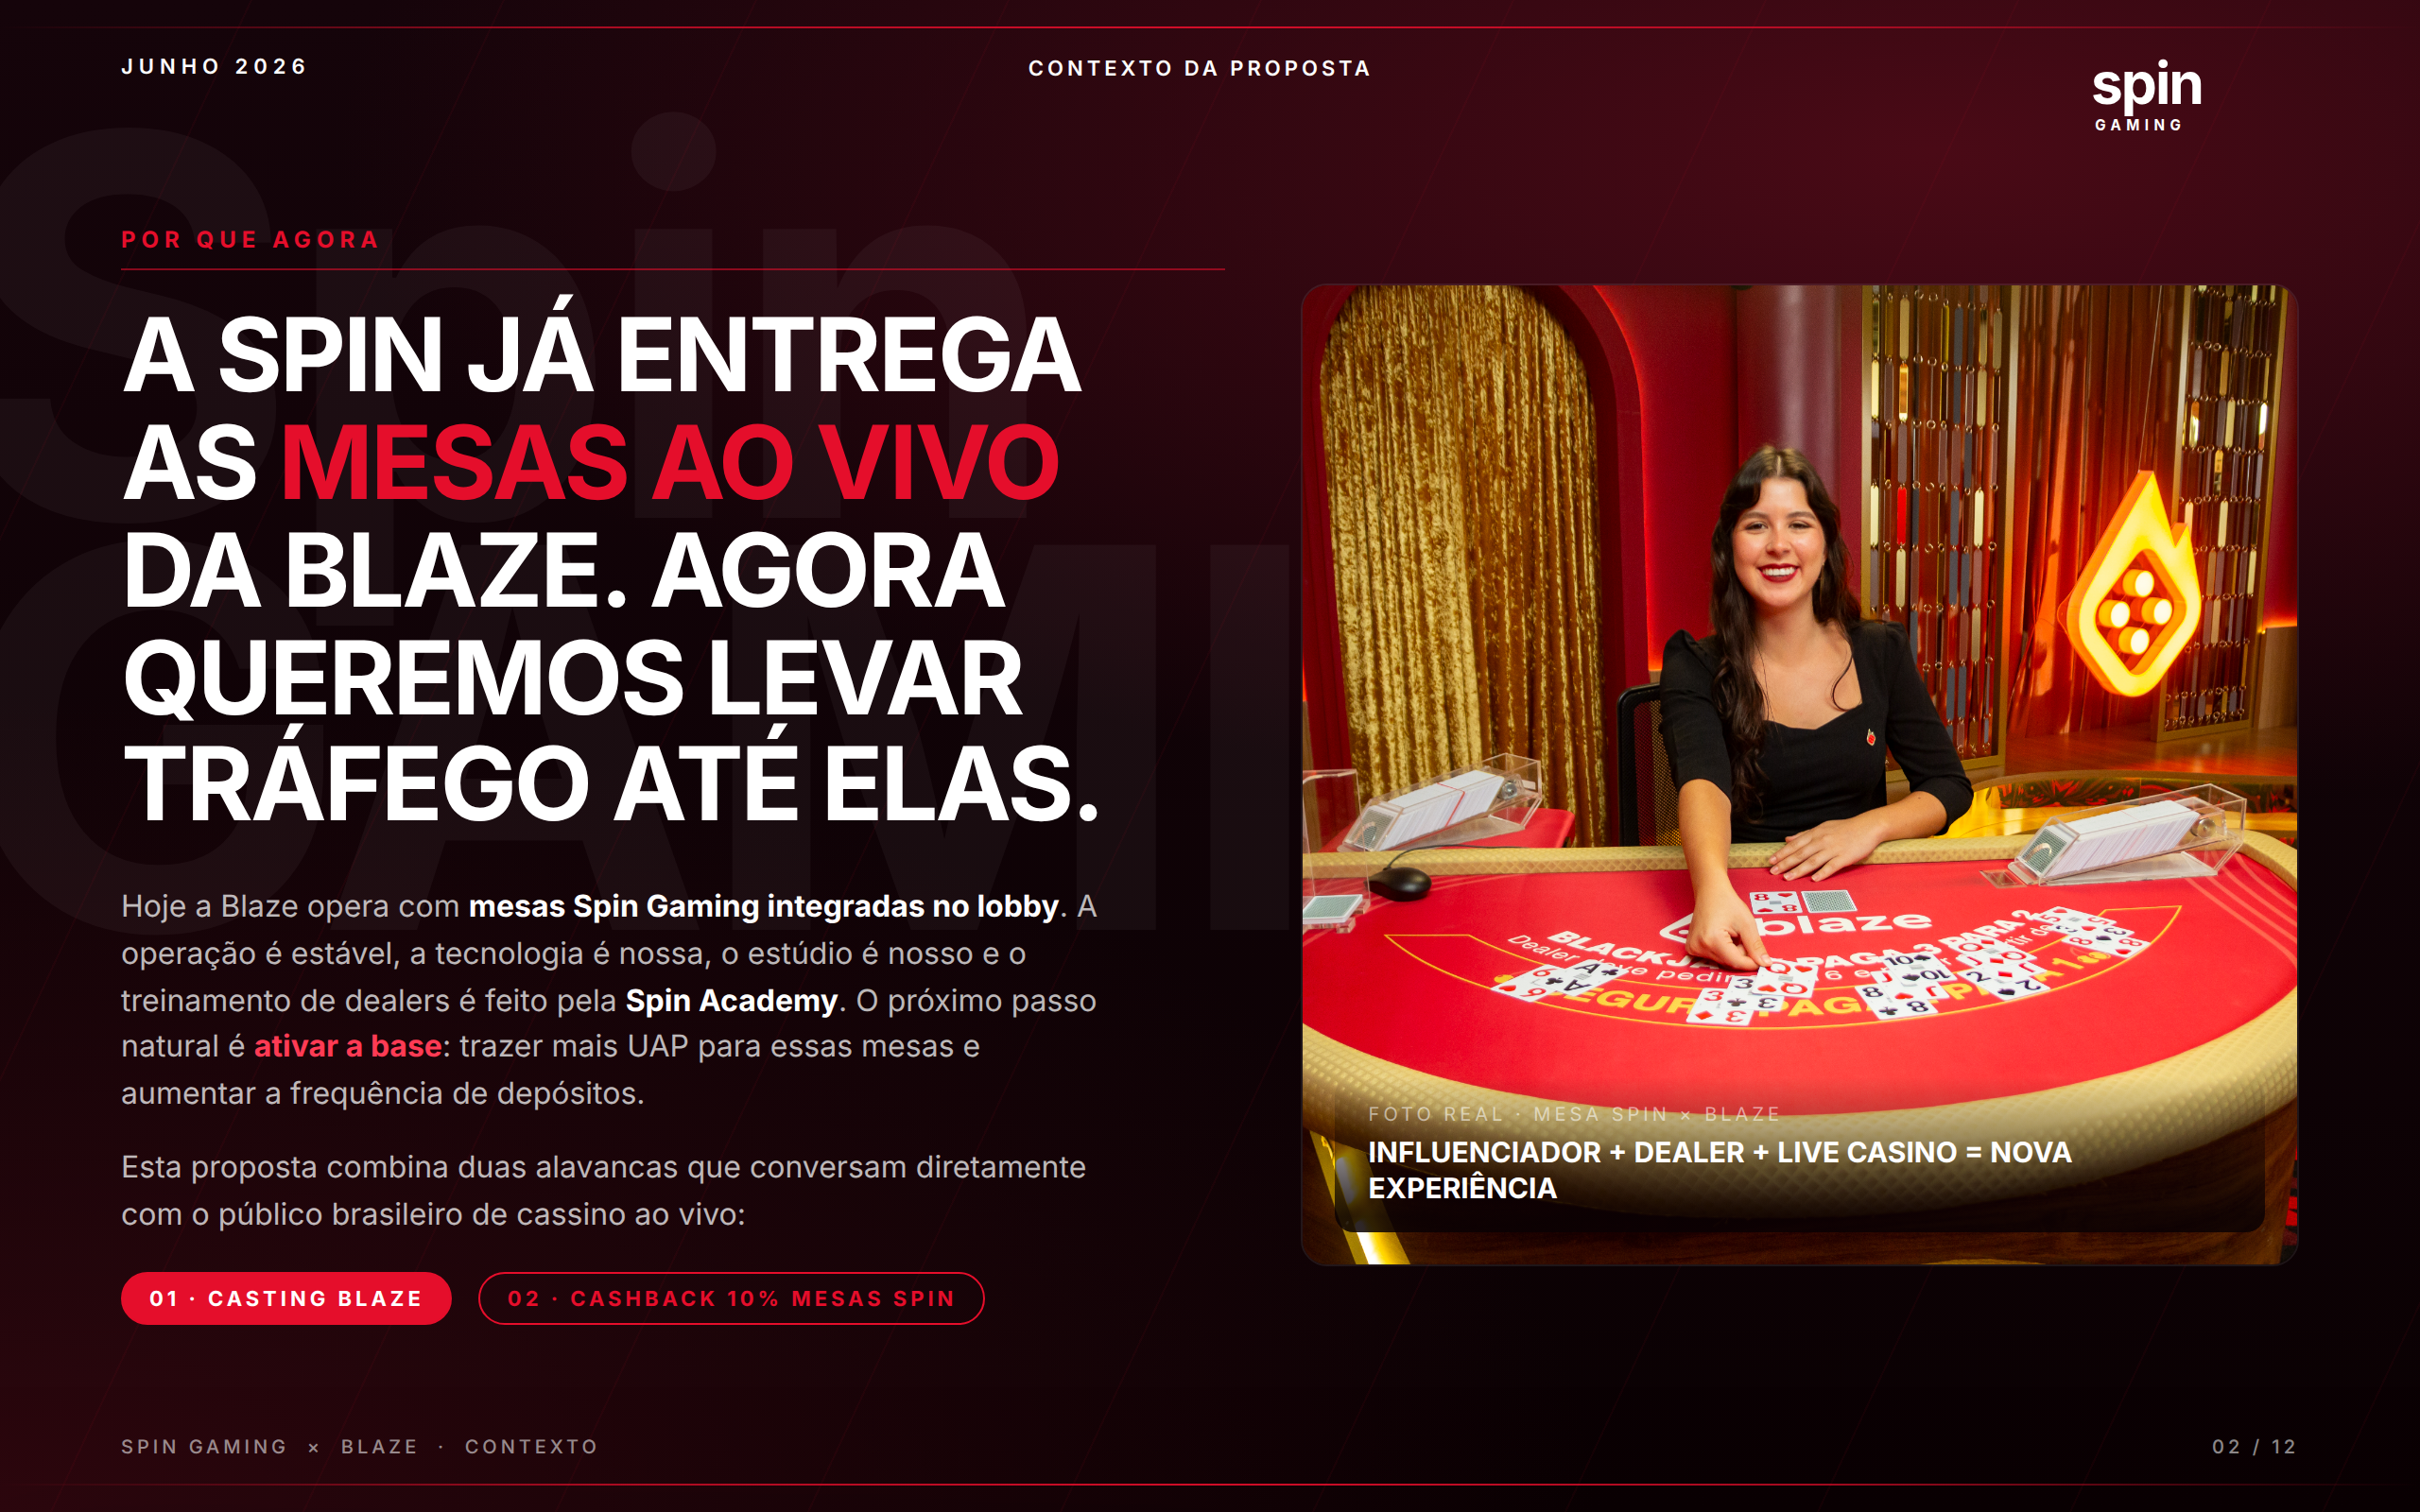 JUNHO 2026
CONTEXTO DA PROPOSTA
spin
GAMING
POR QUE AGORA
A SPIN JÁ ENTREGA
AS MESAS AO VIVO
DA BLAZE. AGORA
QUEREMOS LEVAR
TRÁFEGO ATÉ ELAS.
Hoje a Blaze opera com mesas Spin Gaming integradas no lobby. A
operação é estável, a tecnologia é nossa, o estúdio é nosso e o
treinamento de dealers é feito pela Spin Academy. O próximo passo
natural é ativar a base: trazer mais UAP para essas mesas e
aumentar a frequência de depósitos.
Esta proposta combina duas alavancas que conversam diretamente
com o público brasileiro de cassino ao vivo:
01 · CASTING BLAZE
02 · CASHBACK 10% MESAS SPIN
blaze
3 PARA 2
Dealer
FOTO REAL · MESA SPIN × BLAZE
INFLUENCIADOR + DEALER + LIVE CASINO = NOVA
EXPERIÊNCIA
SPIN GAMING × BLAZE · CONTEXTO
02 / 12